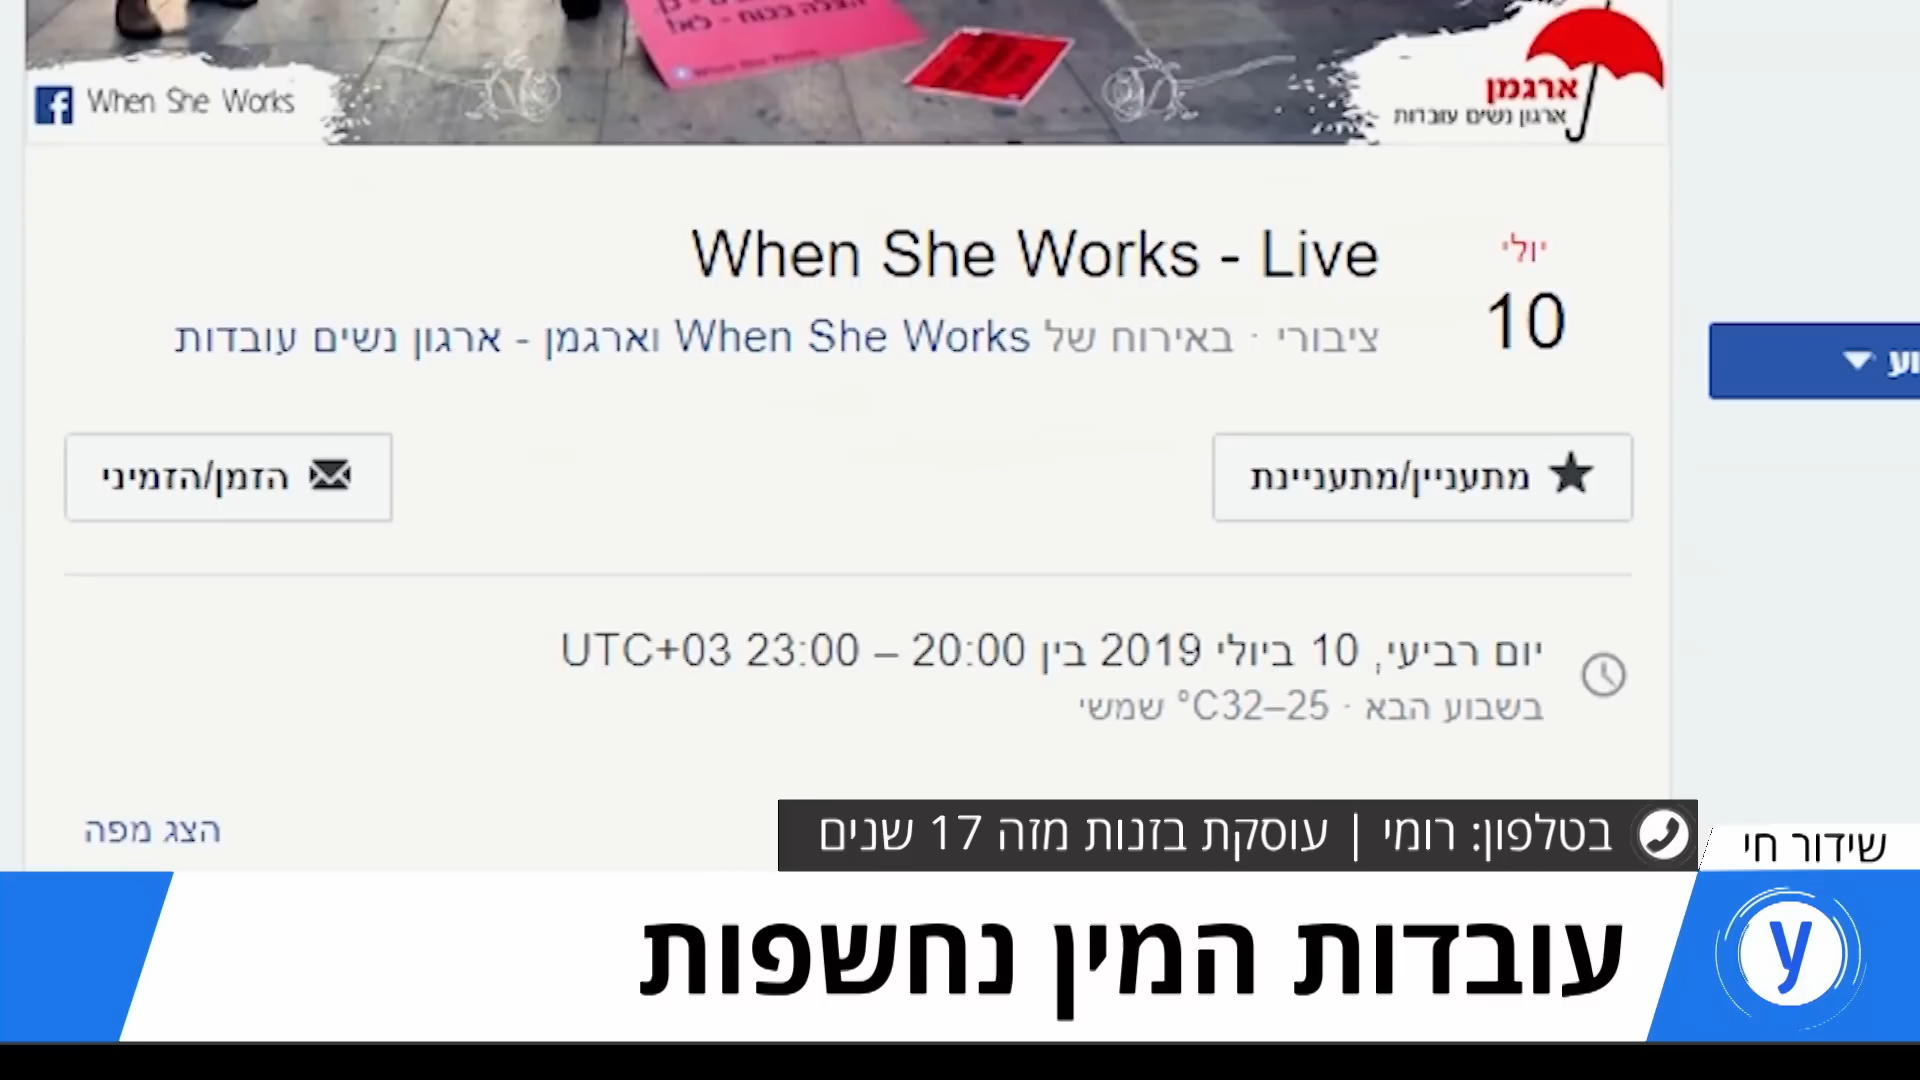 הצלה בכוח - לא!
When She Works
ארגמן
ארגון נשים עובדות
יולי
10
When She Works - Live
ציבורי · באירוח של When She Works וארגמן - ארגון נשים עובדות
מתעניין/מתעניינת
הזמן/הזמיני
יום רביעי, 10 ביולי 2019 בין 20:00 – 23:00 UTC+03
בשבוע הבא · 25–32°C שמשי
הצג מפה
בטלפון: רומי | עוסקת בזנות מזה 17 שנים
שידור חי
עובדות המין נחשפות
y